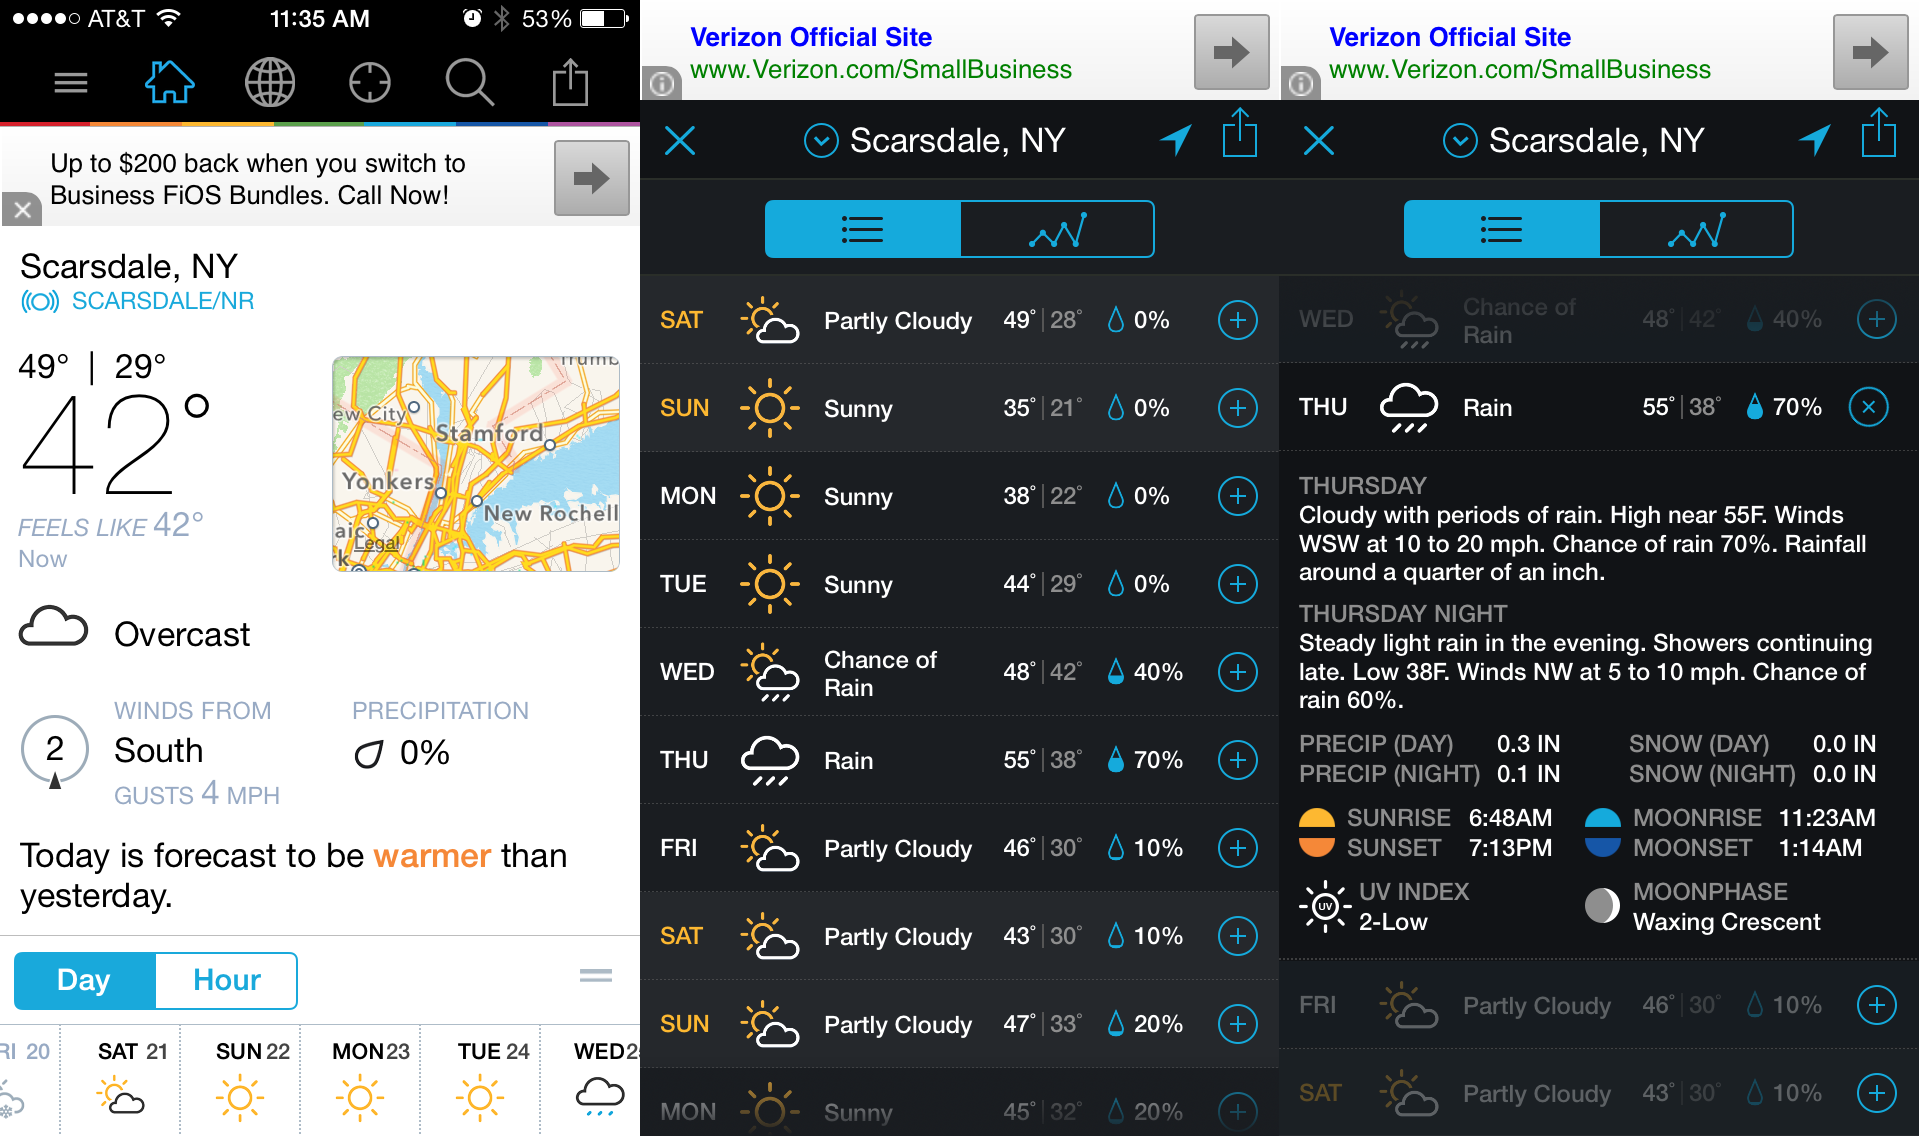 AT&T 11:35 AM 53%
Up to $200 back when you switch to
Business FiOS Bundles. Call Now!
Scarsdale, NY
SCARSDALE/NR
49° | 29°
42°
FEELS LIKE 42°
Now
Trumb
ew City
Stamford
Yonkers
New Rochell
aic
Legal
rk
Overcast
WINDS FROM
2
South
GUSTS 4 MPH
PRECIPITATION
0%
Today is forecast to be warmer than
yesterday.
Day Hour
RI 20 SAT 21 SUN 22 MON 23 TUE 24 WED 25
Verizon Official Site
www.Verizon.com/SmallBusiness
Scarsdale, NY
SAT Partly Cloudy 49° | 28° 0%
SUN Sunny 35° | 21° 0%
MON Sunny 38° | 22° 0%
TUE Sunny 44° | 29° 0%
WED Chance of
Rain 48° | 42° 40%
THU Rain 55° | 38° 70%
FRI Partly Cloudy 46° | 30° 10%
SAT Partly Cloudy 43° | 30° 10%
SUN Partly Cloudy 47° | 33° 20%
MON Sunny 45° | 32° 20%
Verizon Official Site
www.Verizon.com/SmallBusiness
Scarsdale, NY
WED Chance of
Rain 48° | 42° 40%
THU Rain 55° | 38° 70%
THURSDAY
Cloudy with periods of rain. High near 55F. Winds
WSW at 10 to 20 mph. Chance of rain 70%. Rainfall
around a quarter of an inch.
THURSDAY NIGHT
Steady light rain in the evening. Showers continuing
late. Low 38F. Winds NW at 5 to 10 mph. Chance of
rain 60%.
PRECIP (DAY) 0.3 IN SNOW (DAY) 0.0 IN
PRECIP (NIGHT) 0.1 IN SNOW (NIGHT) 0.0 IN
SUNRISE 6:48AM MOONRISE 11:23AM
SUNSET 7:13PM MOONSET 1:14AM
UV
UV INDEX
2-Low
MOONPHASE
Waxing Crescent
FRI Partly Cloudy 46° | 30° 10%
SAT Partly Cloudy 43° | 30° 10%